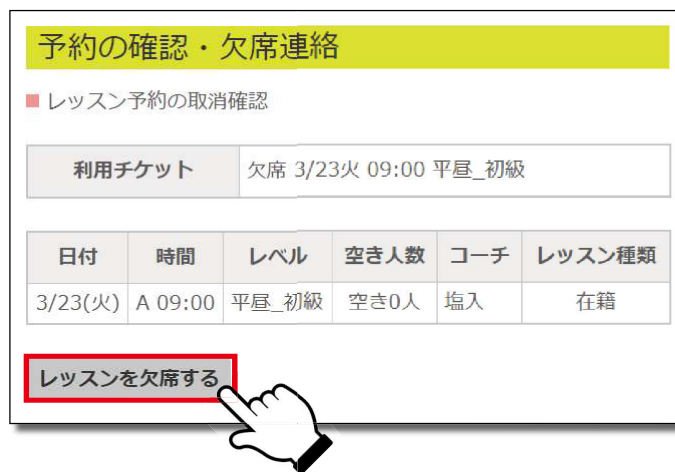 予約の確認・欠席連絡
レッスン予約の取消確認
利用チケット 欠席 3/23火 09:00 平昼_初級
日付 時間 レベル 空き人数 コーチ レッスン種類
3/23(火) A 09:00 平昼_初級 空き0人 塩入 在籍
レッスンを欠席する